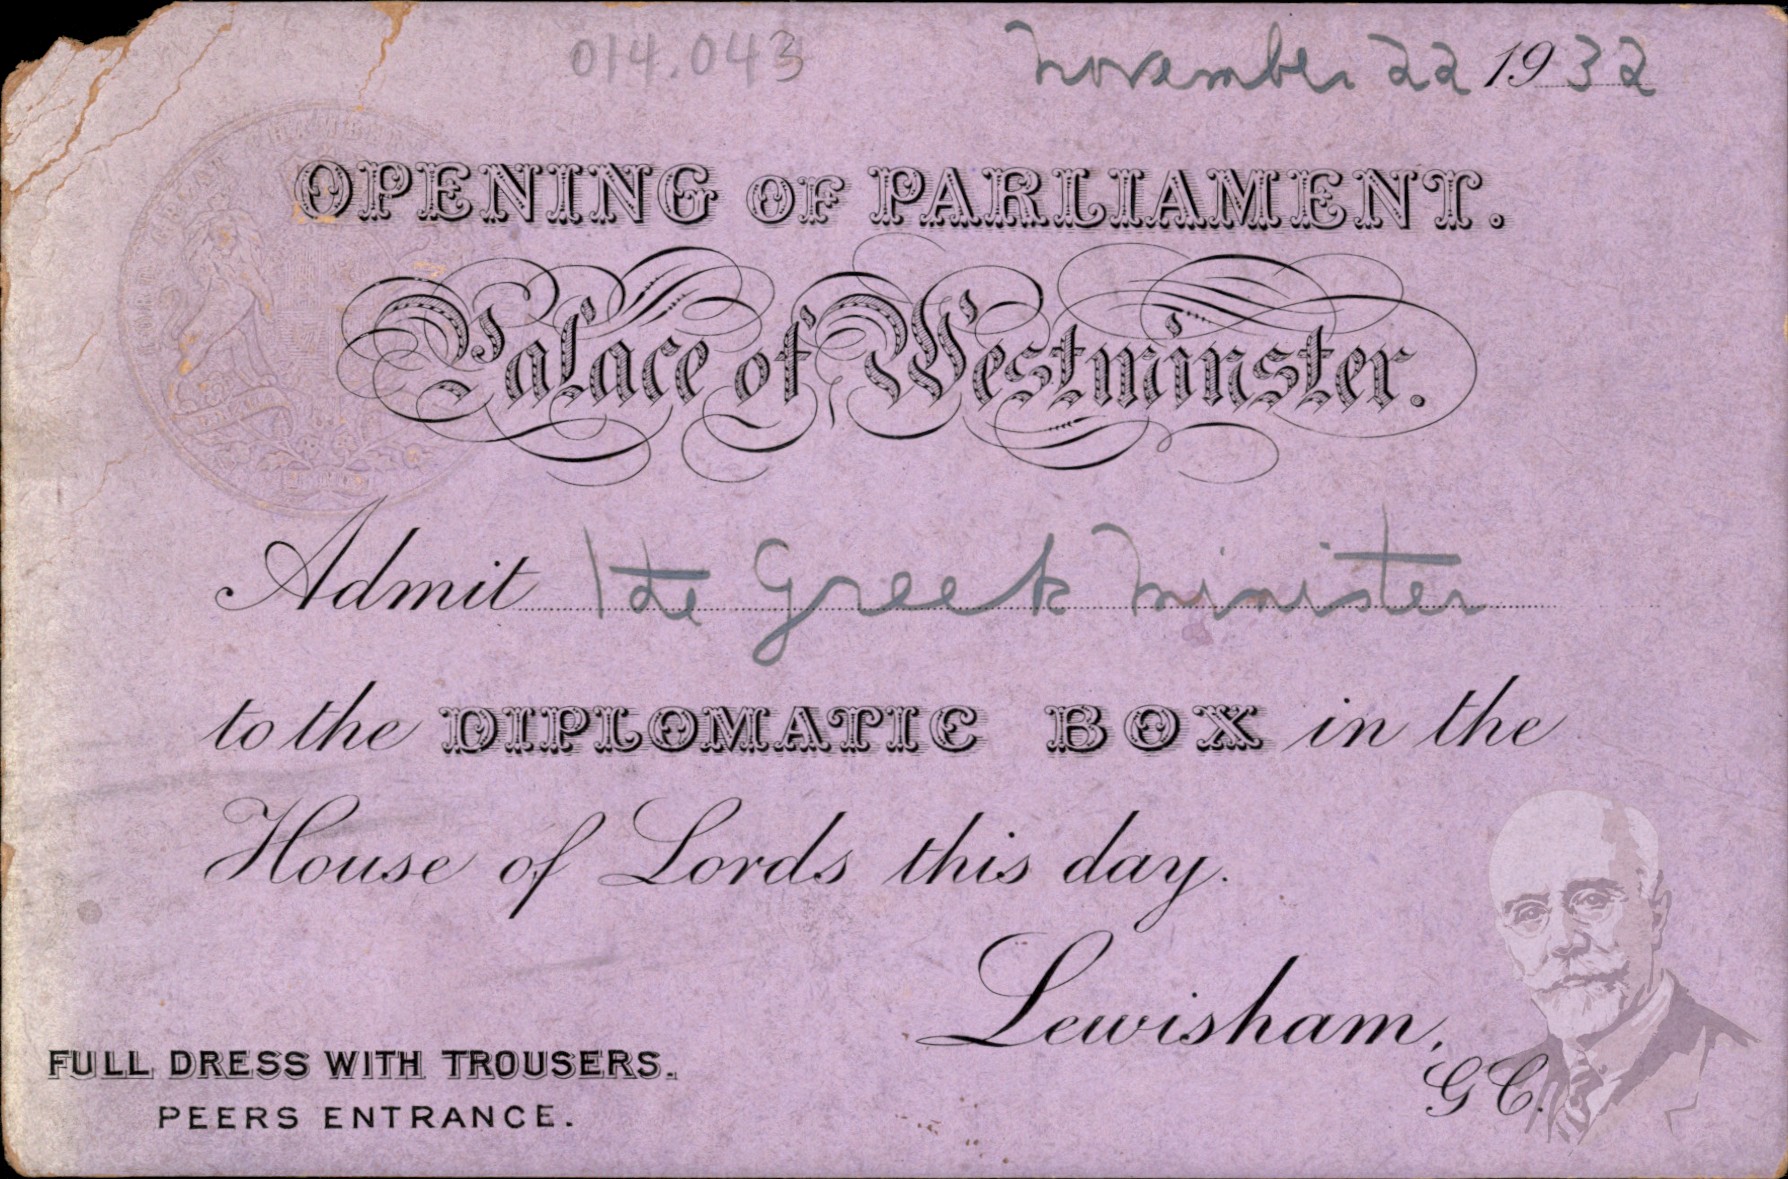 014.043
November 22 1932
OPENING OF PARLIAMENT.
Palace of Westminster.
Admit the Greek Minister
to the DIPLOMATIC BOX in the
House of Lords this day.
Lewisham,
G C.
FULL DRESS WITH TROUSERS.
PEERS ENTRANCE.